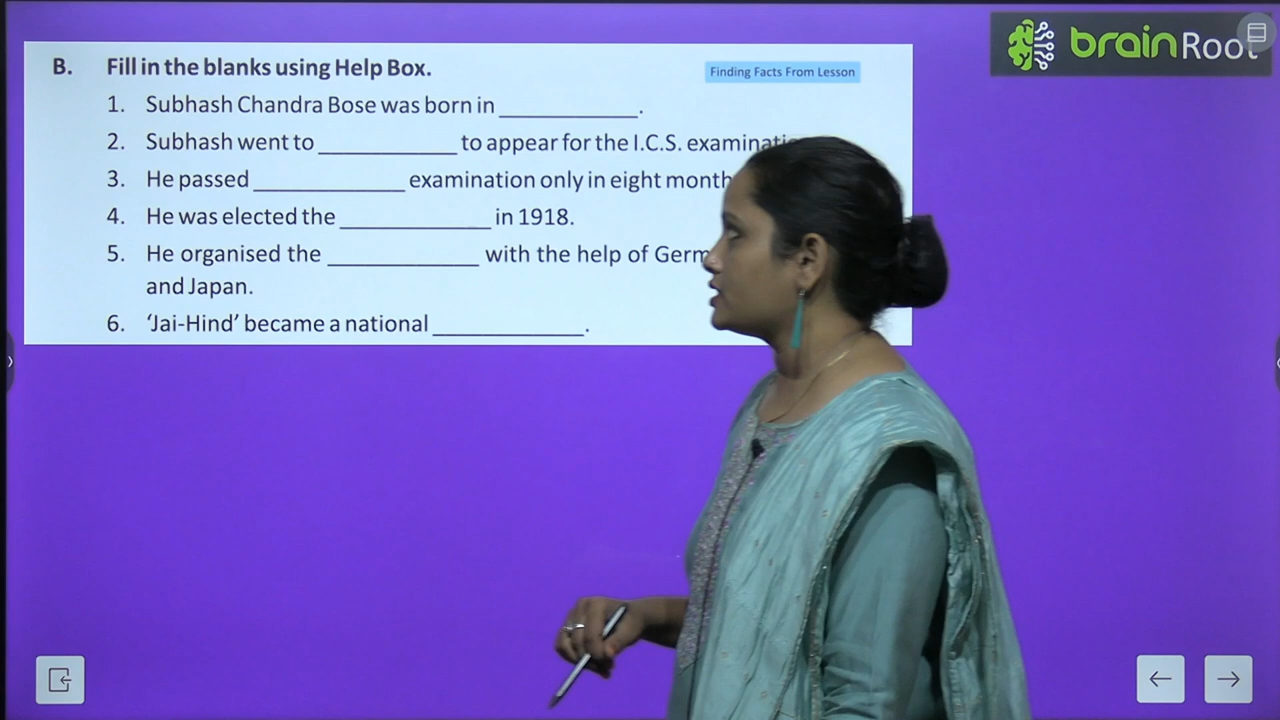 brainRoot
B. Fill in the blanks using Help Box.
Finding Facts From Lesson
1. Subhash Chandra Bose was born in ____________.
2. Subhash went to ____________ to appear for the I.C.S.
3. He passed ____________ examination only in eight
4. He was elected the ____________ in 1918.
5. He organised the ____________ with the help of
and Japan.
6. ‘Jai-Hind’ became a national ____________.